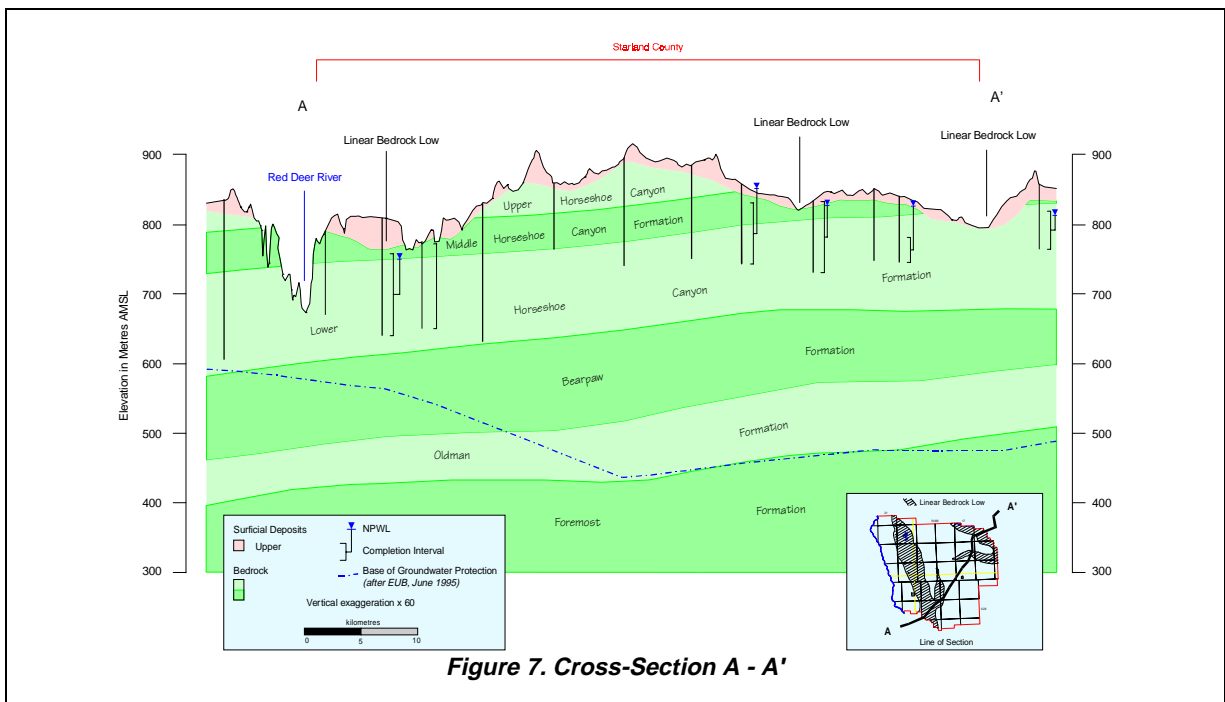 Starland County
A
A'
Linear Bedrock Low
Linear Bedrock Low
Linear Bedrock Low
Red Deer River
Elevation in Metres AMSL
900
800
700
600
500
400
300
900
800
700
600
500
400
300
Upper Horseshoe Canyon
Middle Horseshoe Canyon Formation
Lower Horseshoe Canyon Formation
Bearpaw Formation
Oldman Formation
Foremost Formation
Surficial Deposits
Upper
Bedrock
NPWL
Completion Interval
Base of Groundwater Protection
(after EUB, June 1995)
Vertical exaggeration x 60
kilometres
0 5 10
Linear Bedrock Low
A'
A
Line of Section
Figure 7. Cross-Section A - A'